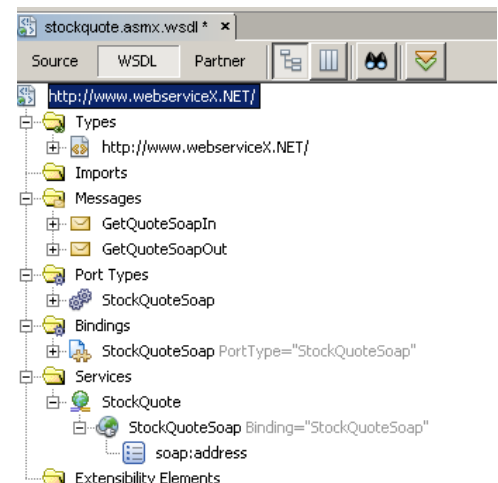 stockquote.asmx.wsdl *
Source WSDL Partner
http://www.webserviceX.NET/
Types
http://www.webserviceX.NET/
Imports
Messages
GetQuoteSoapIn
GetQuoteSoapOut
Port Types
StockQuoteSoap
Bindings
StockQuoteSoap PortType="StockQuoteSoap"
Services
StockQuote
StockQuoteSoap Binding="StockQuoteSoap"
soap:address
Extensibility Elements